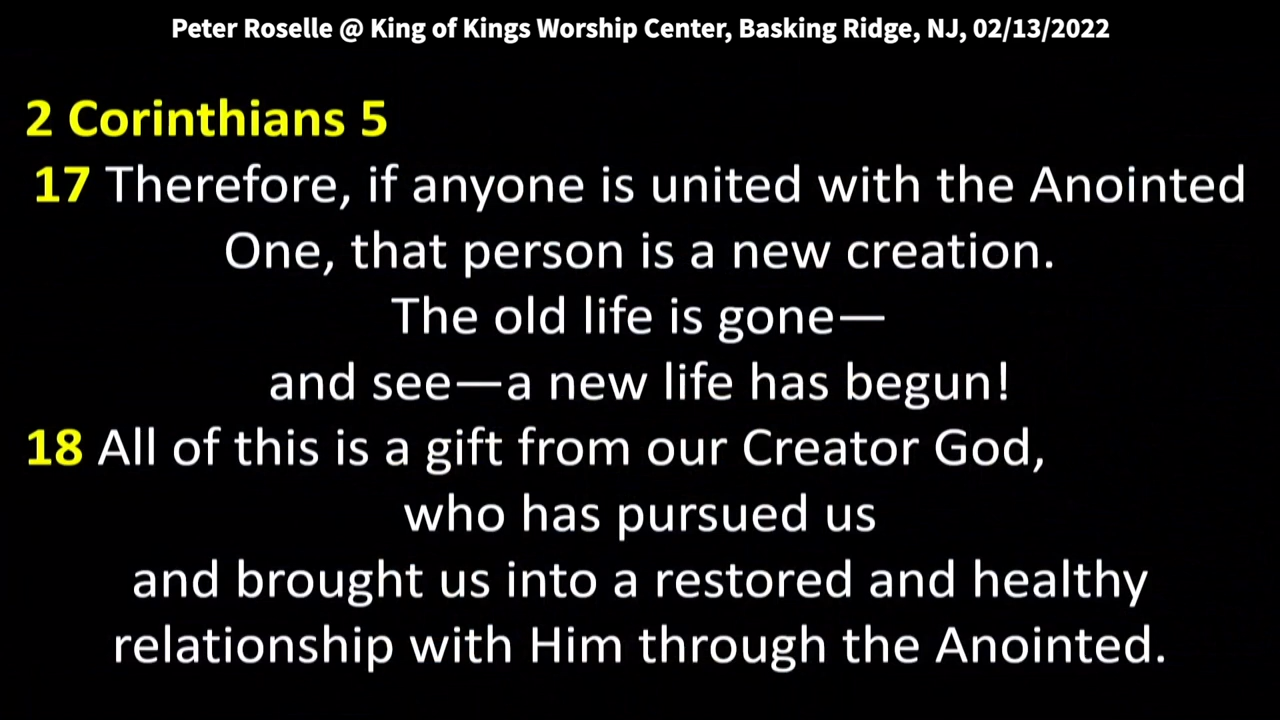 Peter Roselle @ King of Kings Worship Center, Basking Ridge, NJ, 02/13/2022
2 Corinthians 5
17 Therefore, if anyone is united with the Anointed
One, that person is a new creation.
The old life is gone—
and see—a new life has begun!
18 All of this is a gift from our Creator God,
who has pursued us
and brought us into a restored and healthy
relationship with Him through the Anointed.